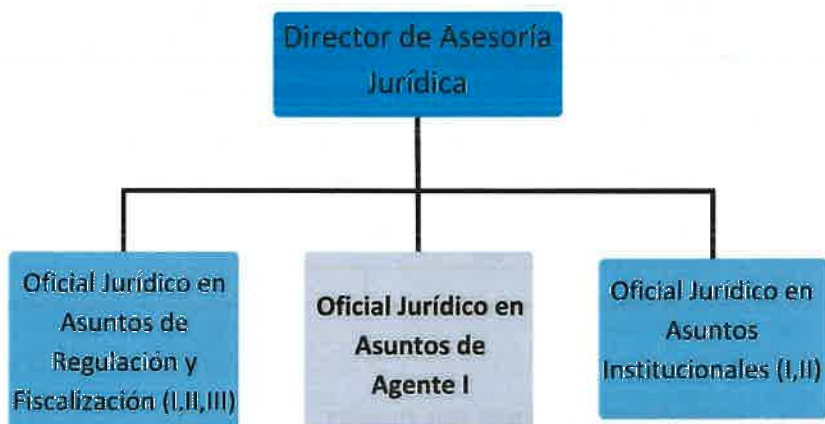 Director de Asesoría
Jurídica
Oficial Jurídico en
Asuntos de
Regulación y
Fiscalización (I,II,III)
Oficial Jurídico en
Asuntos de
Agente I
Oficial Jurídico en
Asuntos
Institucionales (I,II)